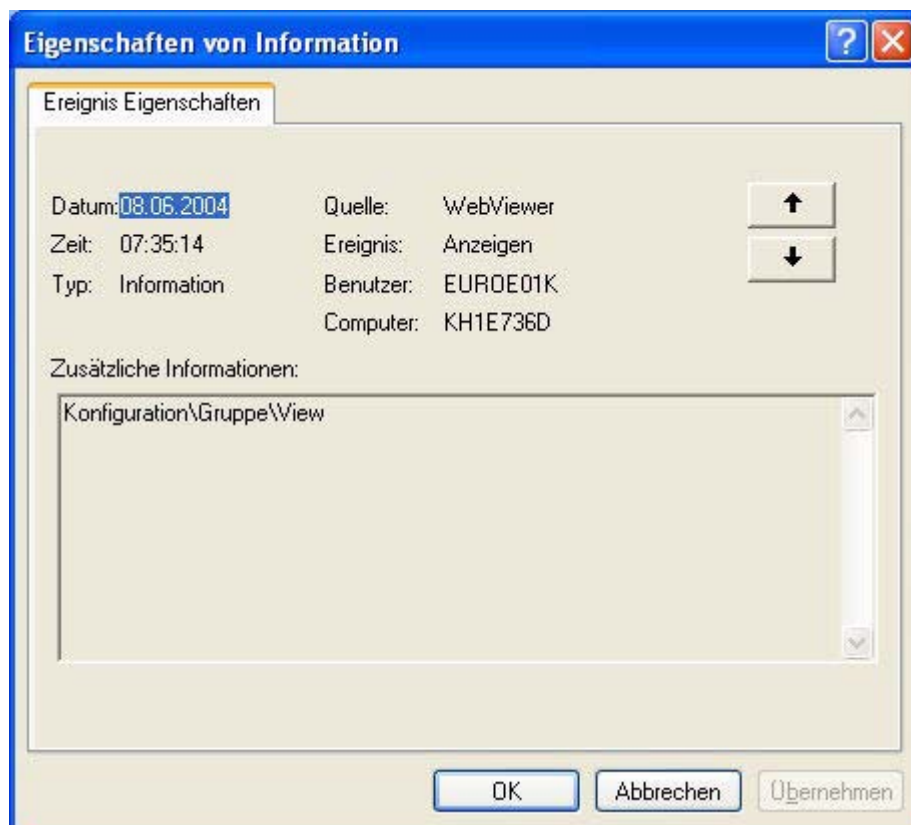 Eigenschaften von Information
Ereignis Eigenschaften
Datum: 08.06.2004 Quelle: WebViewer
Zeit: 07:35:14 Ereignis: Anzeigen
Typ: Information Benutzer: EUROE01K
Computer: KH1E736D
Zusätzliche Informationen:
Konfiguration\Gruppe\View
OK Abbrechen Übernehmen